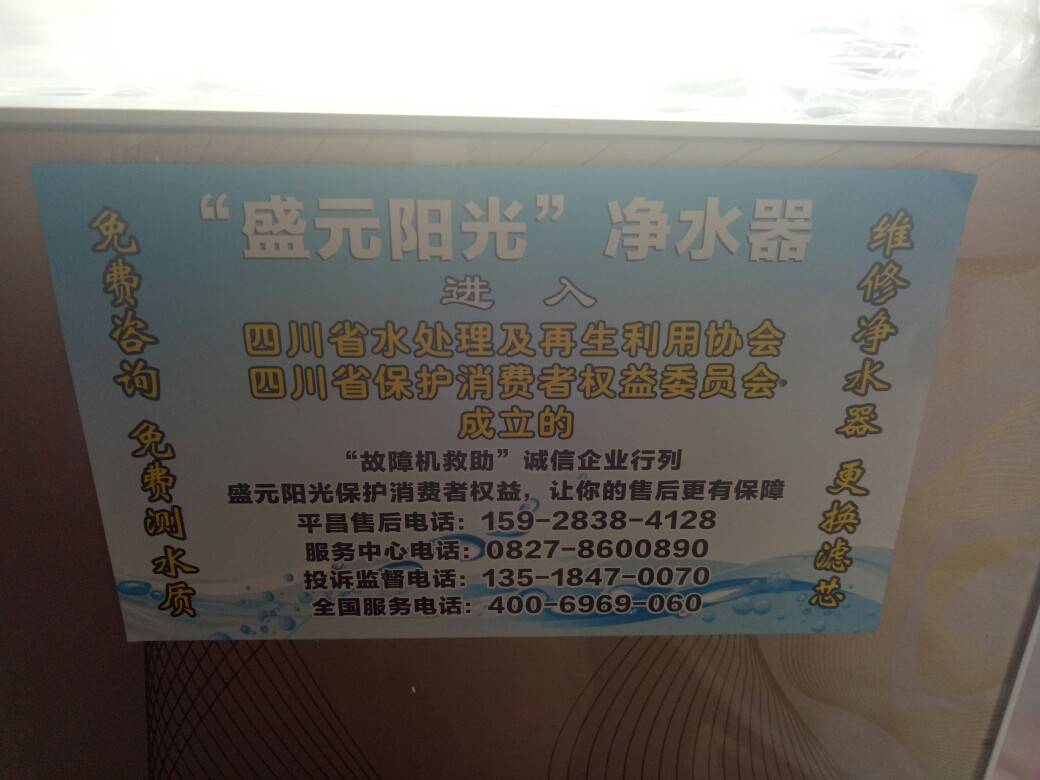 “盛元阳光”净水器
进 入
四川省水处理及再生利用协会
四川省保护消费者权益委员会
成立的
“故障机救助”诚信企业行列
盛元阳光保护消费者权益，让你的售后更有保障
平昌售后电话：159-2838-4128
服务中心电话：0827-8600890
投诉监督电话：135-1847-0070
全国服务电话：400-6969-060
免费咨询 免费测水质
维修净水器 更换滤芯